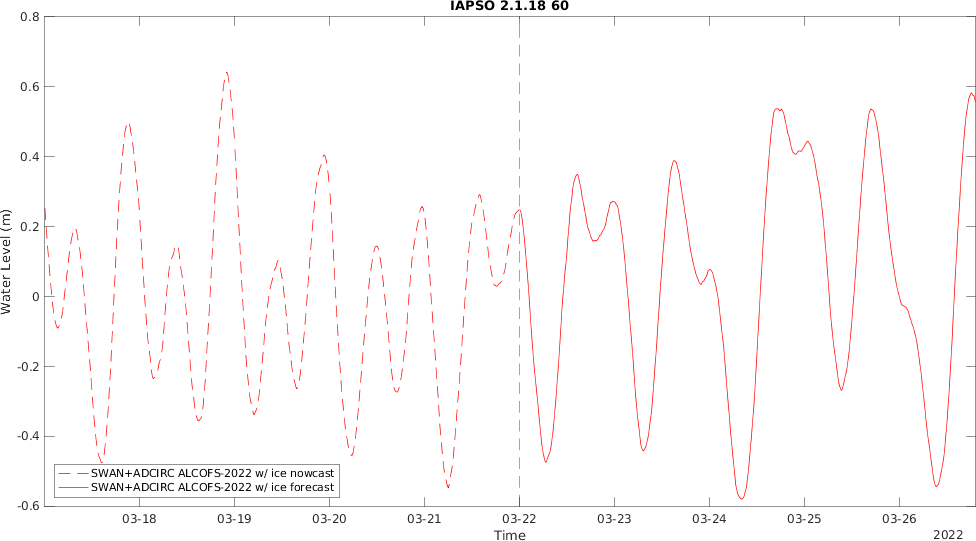 IAPSO 2.1.18 60
Water Level (m)
0.8
0.6
0.4
0.2
0
-0.2
-0.4
-0.6
SWAN+ADCIRC ALCOFS-2022 w/ ice nowcast
SWAN+ADCIRC ALCOFS-2022 w/ ice forecast
03-18 03-19 03-20 03-21 03-22 03-23 03-24 03-25 03-26
Time
2022